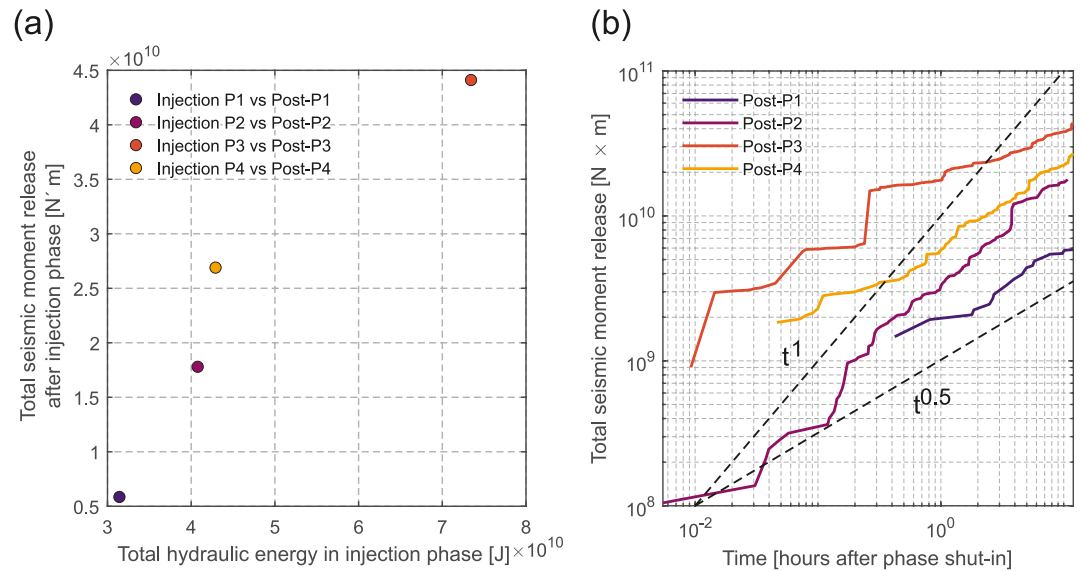 (a)
×10^10
4.5
4
3.5
3
2.5
2
1.5
1
0.5
3
4
5
6
7
8
×10^10
Total seismic moment release
after injection phase [N´ m]
Total hydraulic energy in injection phase [J]
Injection P1 vs Post-P1
Injection P2 vs Post-P2
Injection P3 vs Post-P3
Injection P4 vs Post-P4
(b)
10^11
10^10
10^9
10^8
10^-2
10^0
Total seismic moment release [N × m]
Time [hours after phase shut-in]
Post-P1
Post-P2
Post-P3
Post-P4
t^1
t^0.5